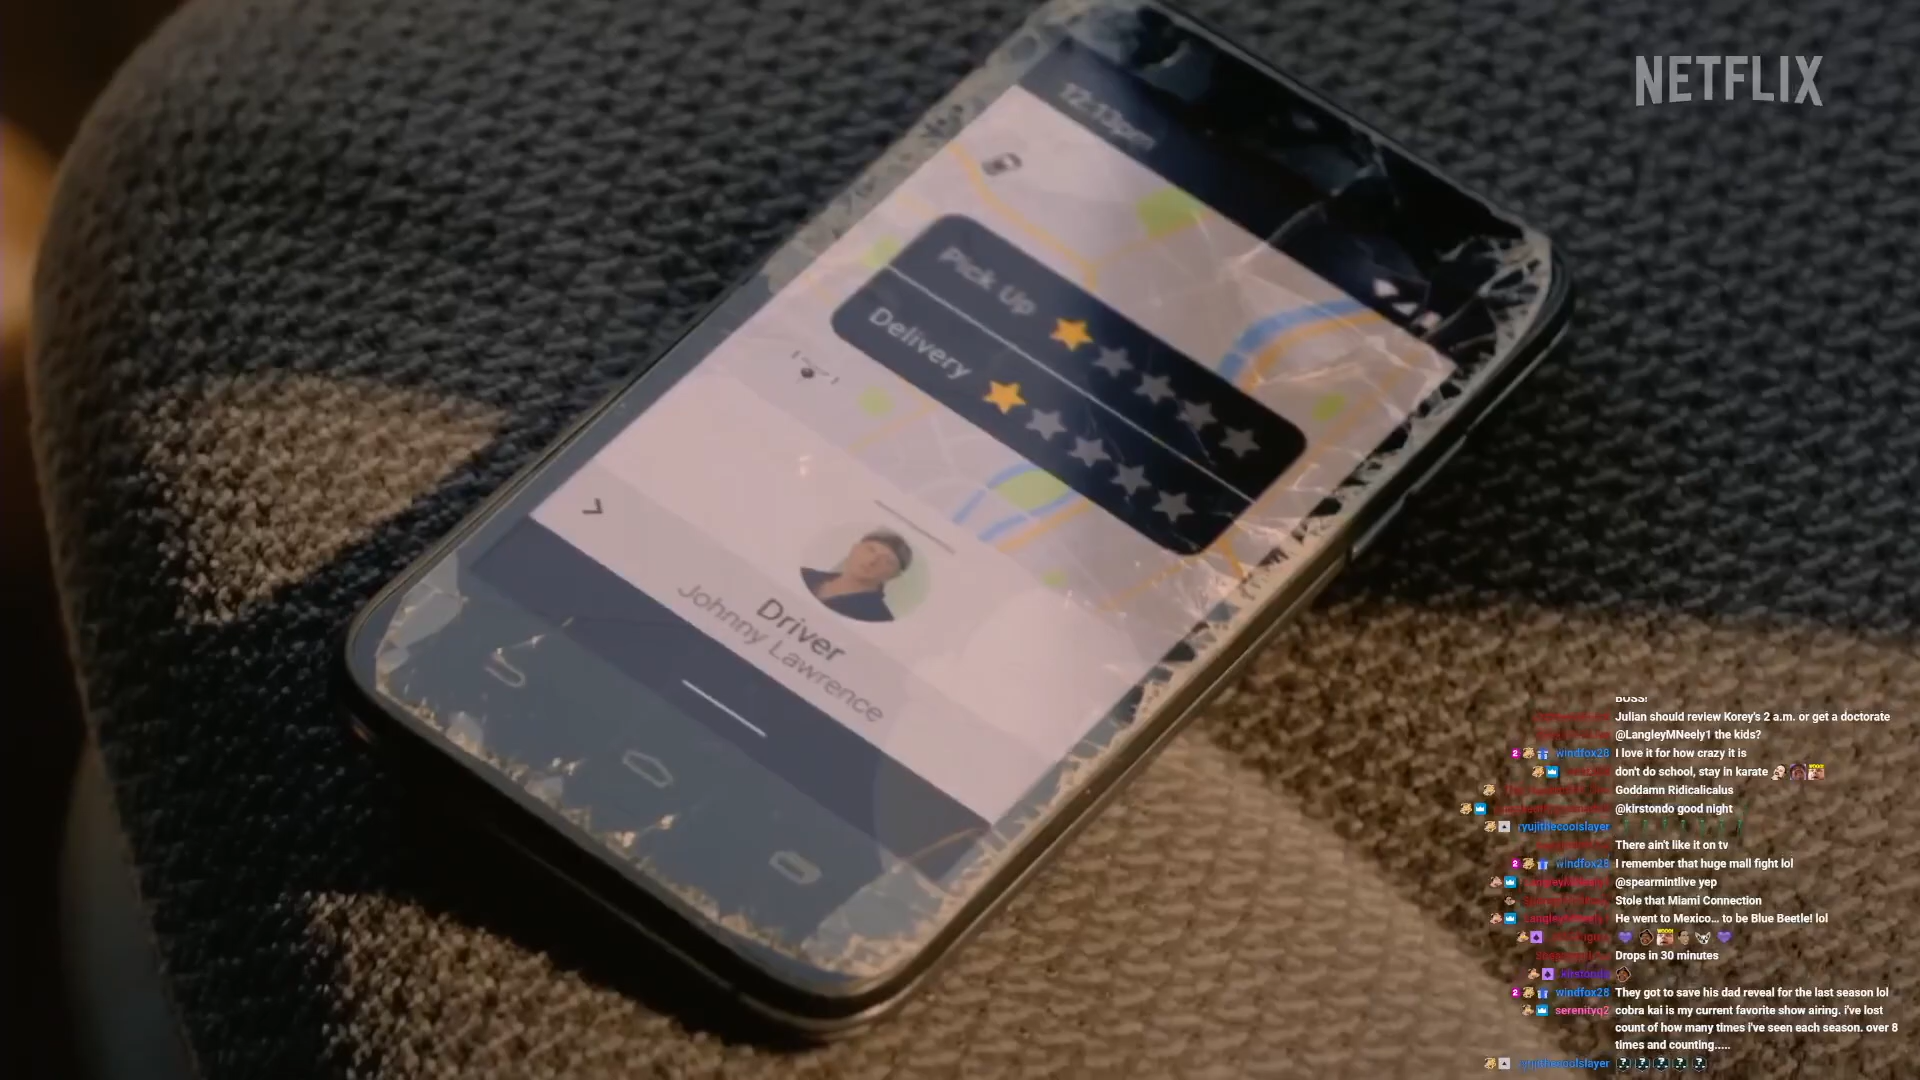 NETFLIX
12:13pm
Pick Up
Delivery
Driver
Johnny Lawrence
BOSS!
Julian should review Korey's 2 a.m. or get a doctorate
@LangleyMNeely1 the kids?
2 windfox28 I love it for how crazy it is
don't do school, stay in karate
Goddamn Ridicalicalus
@kirstondo good night
ryujithecoolslayer
There ain't like it on tv
2 windfox28 I remember that huge mall fight lol
@spearmintlive yep
Stole that Miami Connection
He went to Mexico... to be Blue Beetle! lol
Drops in 30 minutes
2 windfox28 They got to save his dad reveal for the last season lol
serenityq2 cobra kai is my current favorite show airing. i've lost
count of how many times i've seen each season. over 8
times and counting.....
ryujithecoolslayer